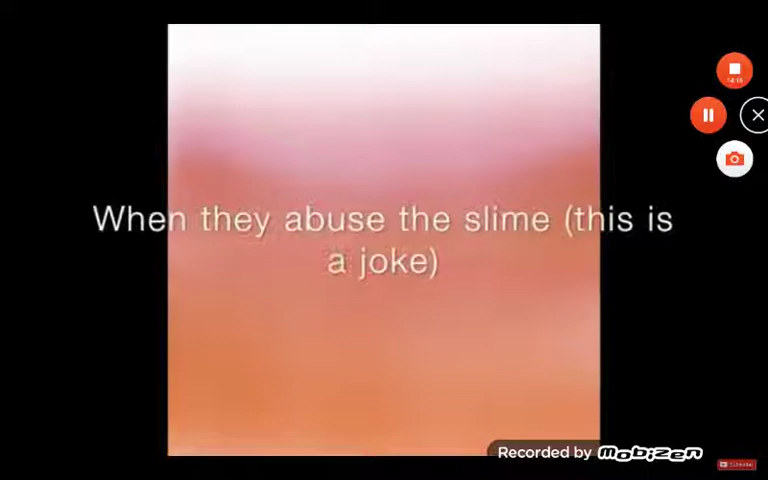 When they abuse the slime (this is
a joke)
Recorded by mobizen